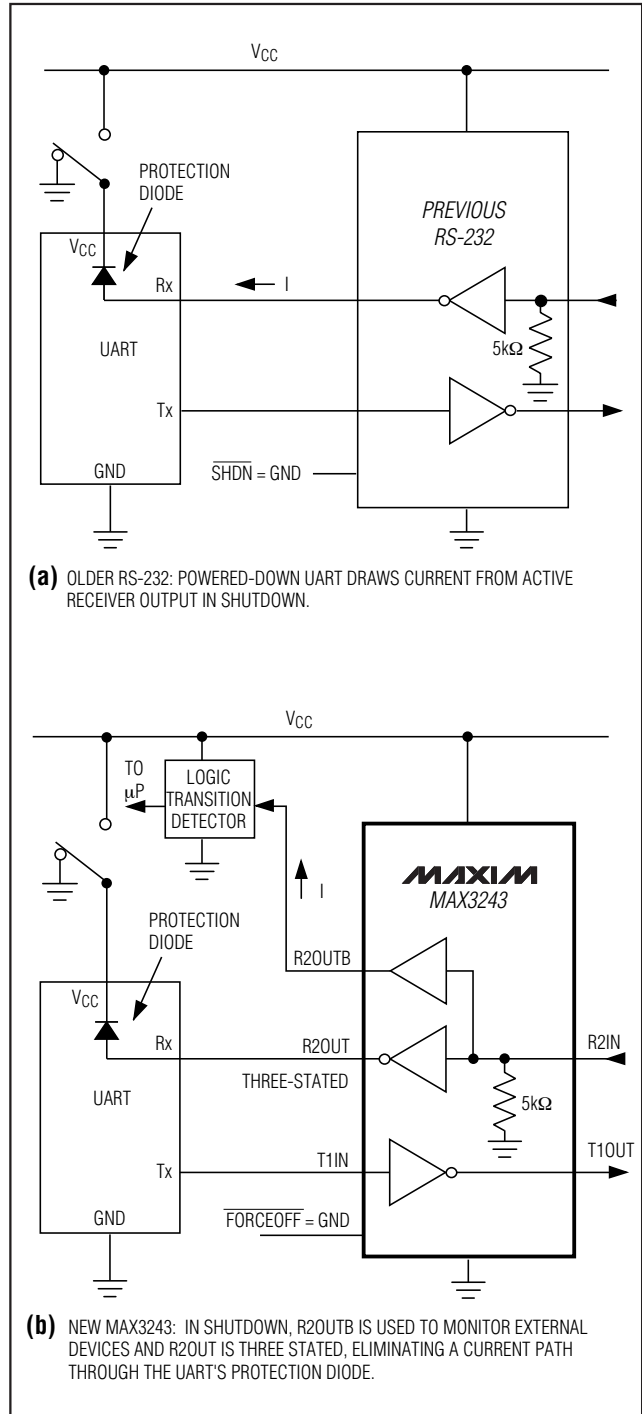 VCC
PROTECTION
DIODE
PREVIOUS
RS-232
VCC
Rx
I
5kΩ
UART
Tx
GND
SHDN = GND
(a) OLDER RS-232: POWERED-DOWN UART DRAWS CURRENT FROM ACTIVE
RECEIVER OUTPUT IN SHUTDOWN.
VCC
TO
μP
LOGIC
TRANSITION
DETECTOR
MAXIM
MAX3243
I
PROTECTION
DIODE
R2OUTB
VCC
Rx
R2OUT
R2IN
THREE-STATED
UART
5kΩ
Tx
T1IN
T1OUT
GND
FORCEOFF = GND
(b) NEW MAX3243: IN SHUTDOWN, R2OUTB IS USED TO MONITOR EXTERNAL
DEVICES AND R2OUT IS THREE STATED, ELIMINATING A CURRENT PATH
THROUGH THE UART'S PROTECTION DIODE.